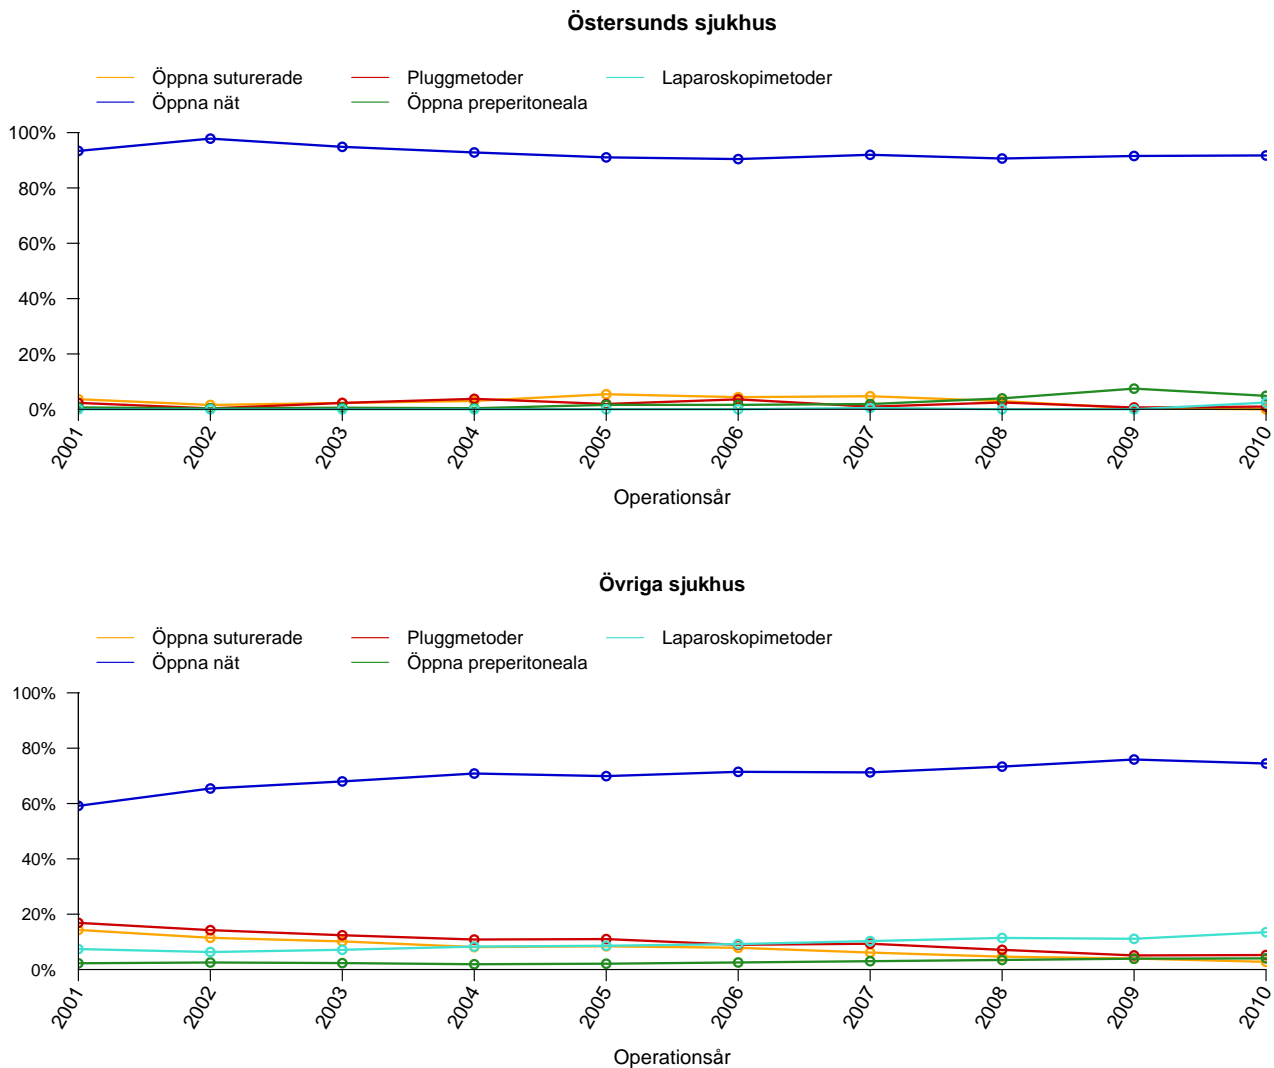 Östersunds sjukhus
Öppna suturerade Pluggmetoder Laparoskopimetoder
Öppna nät Öppna preperitoneala
100%
80%
60%
40%
20%
0%
2001 2002 2003 2004 2005 2006 2007 2008 2009 2010
Operationsår
Övriga sjukhus
Öppna suturerade Pluggmetoder Laparoskopimetoder
Öppna nät Öppna preperitoneala
100%
80%
60%
40%
20%
0%
2001 2002 2003 2004 2005 2006 2007 2008 2009 2010
Operationsår